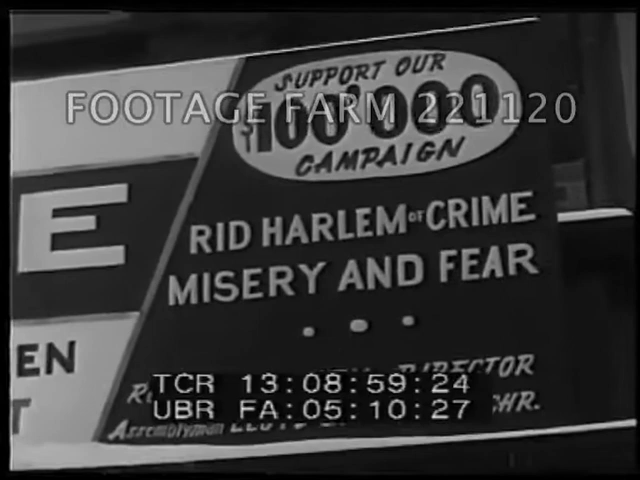 SUPPORT OUR
FOOTAGE FARM 221120
$100'000
CAMPAIGN
E
RID HARLEM OF CRIME
MISERY AND FEAR
EN
DIRECTOR
T
TCR 13:08:59:24
UBR FA:05:10:27
CHR.
Assemblyman